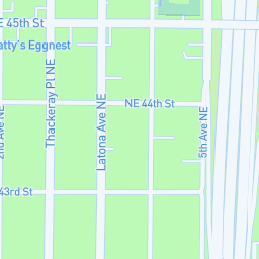 E 45th St
atty's Eggnest
NE 44th St
Thackeray Pl NE
Latona Ave NE
2nd Ave NE
5th Ave NE
43rd St